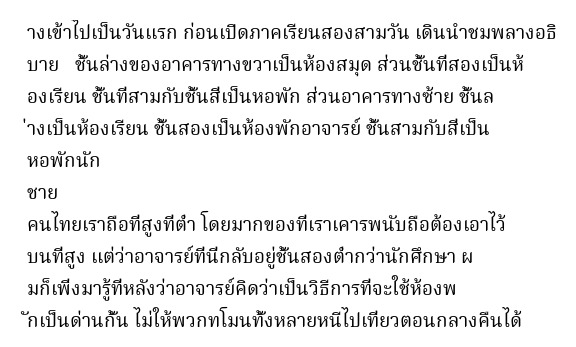 างเข้าไปเป็นวันแรก ก่อนเปิดภาคเรียนสองสามวัน เดินนำชมพลางอธิ
บาย ชั้นล่างของอาคารทางขวาเป็นห้องสมุด ส่วนชั้นที่สองเป็นห้
องเรียน ชั้นที่สามกับชั้นสี่เป็นหอพัก ส่วนอาคารทางซ้าย ชั้นล
่างเป็นห้องเรียน ชั้นสองเป็นห้องพักอาจารย์ ชั้นสามกับสี่เป็น
หอพักนัก
ชาย
คนไทยเราถือที่สูงที่ต่ำ โดยมากของที่เราเคารพนับถือต้องเอาไว้
บนที่สูง แต่ว่าอาจารย์ที่นี่กลับอยู่ชั้นสองต่ำกว่านักศึกษา ผ
มก็เพิ่งมารู้ทีหลังว่าอาจารย์คิดว่าเป็นวิธีการที่จะใช้ห้องพ
ักเป็นด่านกั้น ไม่ให้พวกทโมนทั้งหลายหนีไปเที่ยวตอนกลางคืนได้